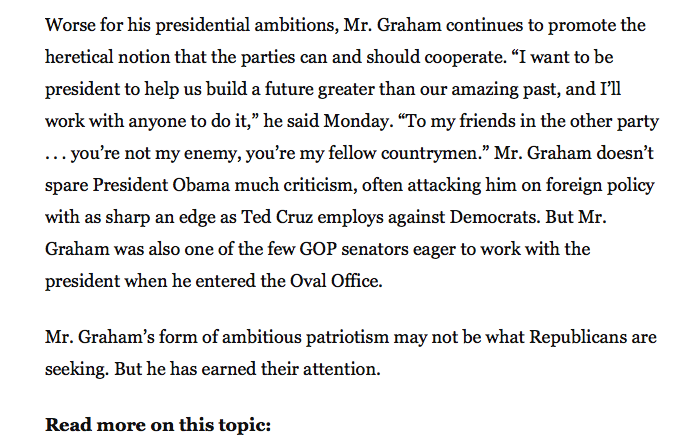 Worse for his presidential ambitions, Mr. Graham continues to promote the
heretical notion that the parties can and should cooperate. “I want to be
president to help us build a future greater than our amazing past, and I’ll
work with anyone to do it,” he said Monday. “To my friends in the other party
. . . you’re not my enemy, you’re my fellow countrymen.” Mr. Graham doesn’t
spare President Obama much criticism, often attacking him on foreign policy
with as sharp an edge as Ted Cruz employs against Democrats. But Mr.
Graham was also one of the few GOP senators eager to work with the
president when he entered the Oval Office.
Mr. Graham’s form of ambitious patriotism may not be what Republicans are
seeking. But he has earned their attention.
Read more on this topic: